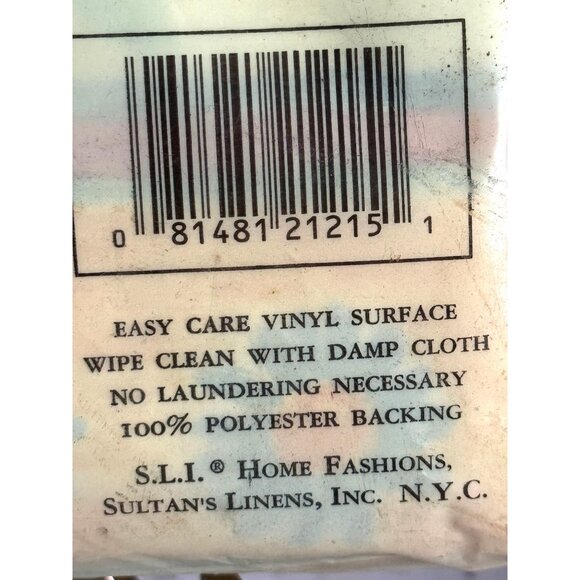 0 81481 21215 1
EASY CARE VINYL SURFACE
WIPE CLEAN WITH DAMP CLOTH
NO LAUNDERING NECESSARY
100% POLYESTER BACKING
S.L.I.® HOME FASHIONS,
SULTAN'S LINENS, INC. N.Y.C.